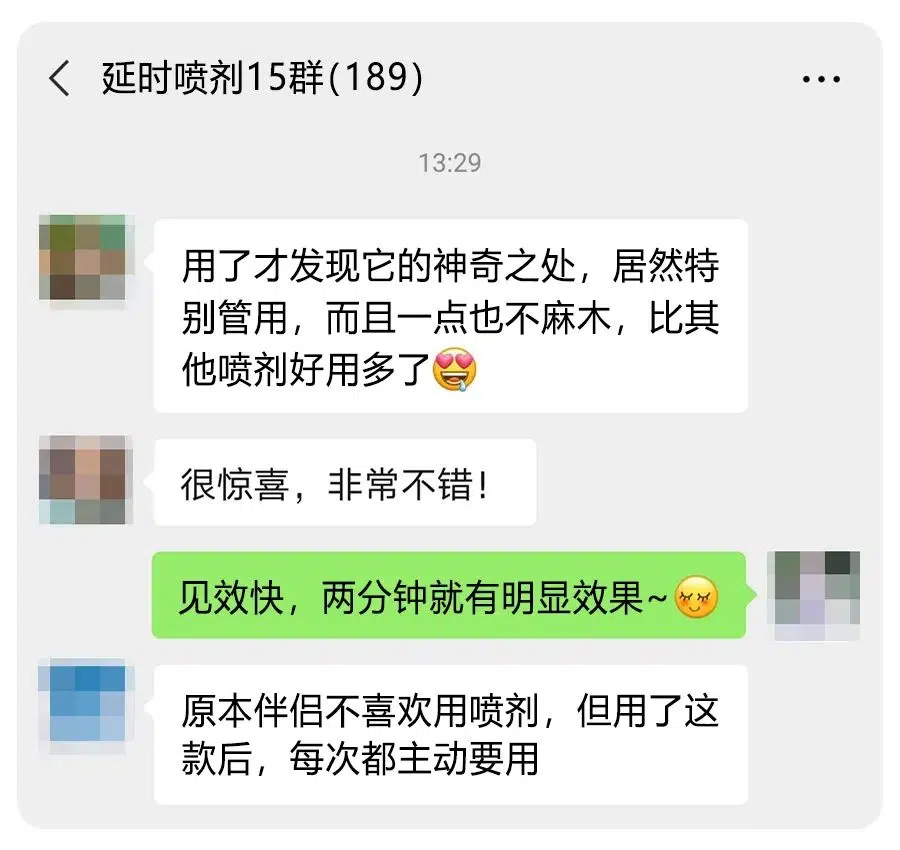 延时喷剂15群(189)
13:29
用了才发现它的神奇之处，居然特
别管用，而且一点也不麻木，比其
他喷剂好用多了
很惊喜，非常不错！
见效快，两分钟就有明显效果~
原本伴侣不喜欢用喷剂，但用了这
款后，每次都主动要用